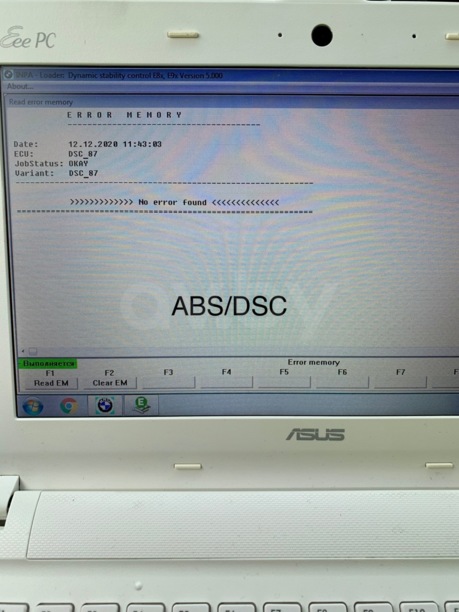 Eee PC
INPA - Loader: Dynamic stability control E8x, E9x Version 5.000
About...
Read error memory
E R R O R   M E M O R Y
-----------------------------------------
Date: 12.12.2020 11:43:03
ECU: DSC_87
JobStatus: OKAY
Variant: DSC_87
>>>>>>>>>>>>> No error found <<<<<<<<<<<<<<
ABS/DSC
Выполняется
Error memory
F1 F2 F3 F4 F5 F6 F7
Read EM Clear EM
ASUS